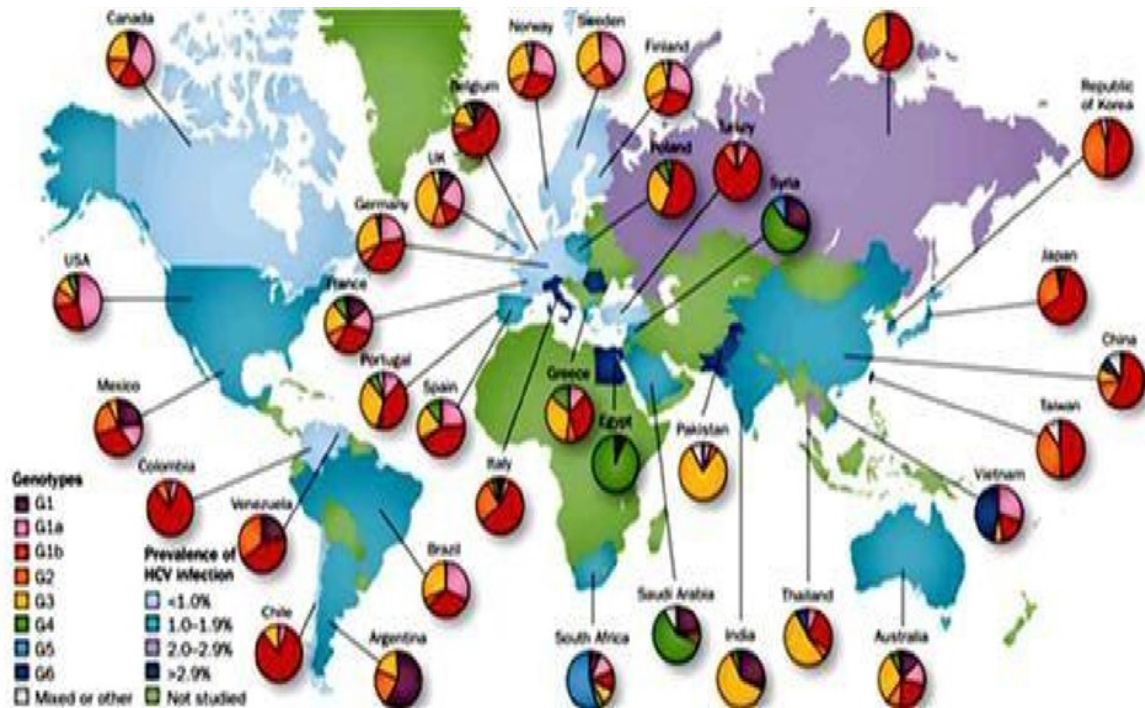 Canada
Norway
Sweden
Finland
Belgium
UK
Germany
Poland
Turkey
Syria
Republic
of Korea
USA
France
Japan
Portugal
Spain
Greece
Egypt
Pakistan
China
Taiwan
Mexico
Colombia
Venezuela
Italy
Vietnam
Brazil
Chile
Argentina
South Africa
Saudi Arabia
India
Thailand
Australia
Genotypes
G1
G1a
G1b
G2
G3
G4
G5
G6
Mixed or other
Prevalence of
HCV infection
<1.0%
1.0–1.9%
2.0–2.9%
>2.9%
Not studied